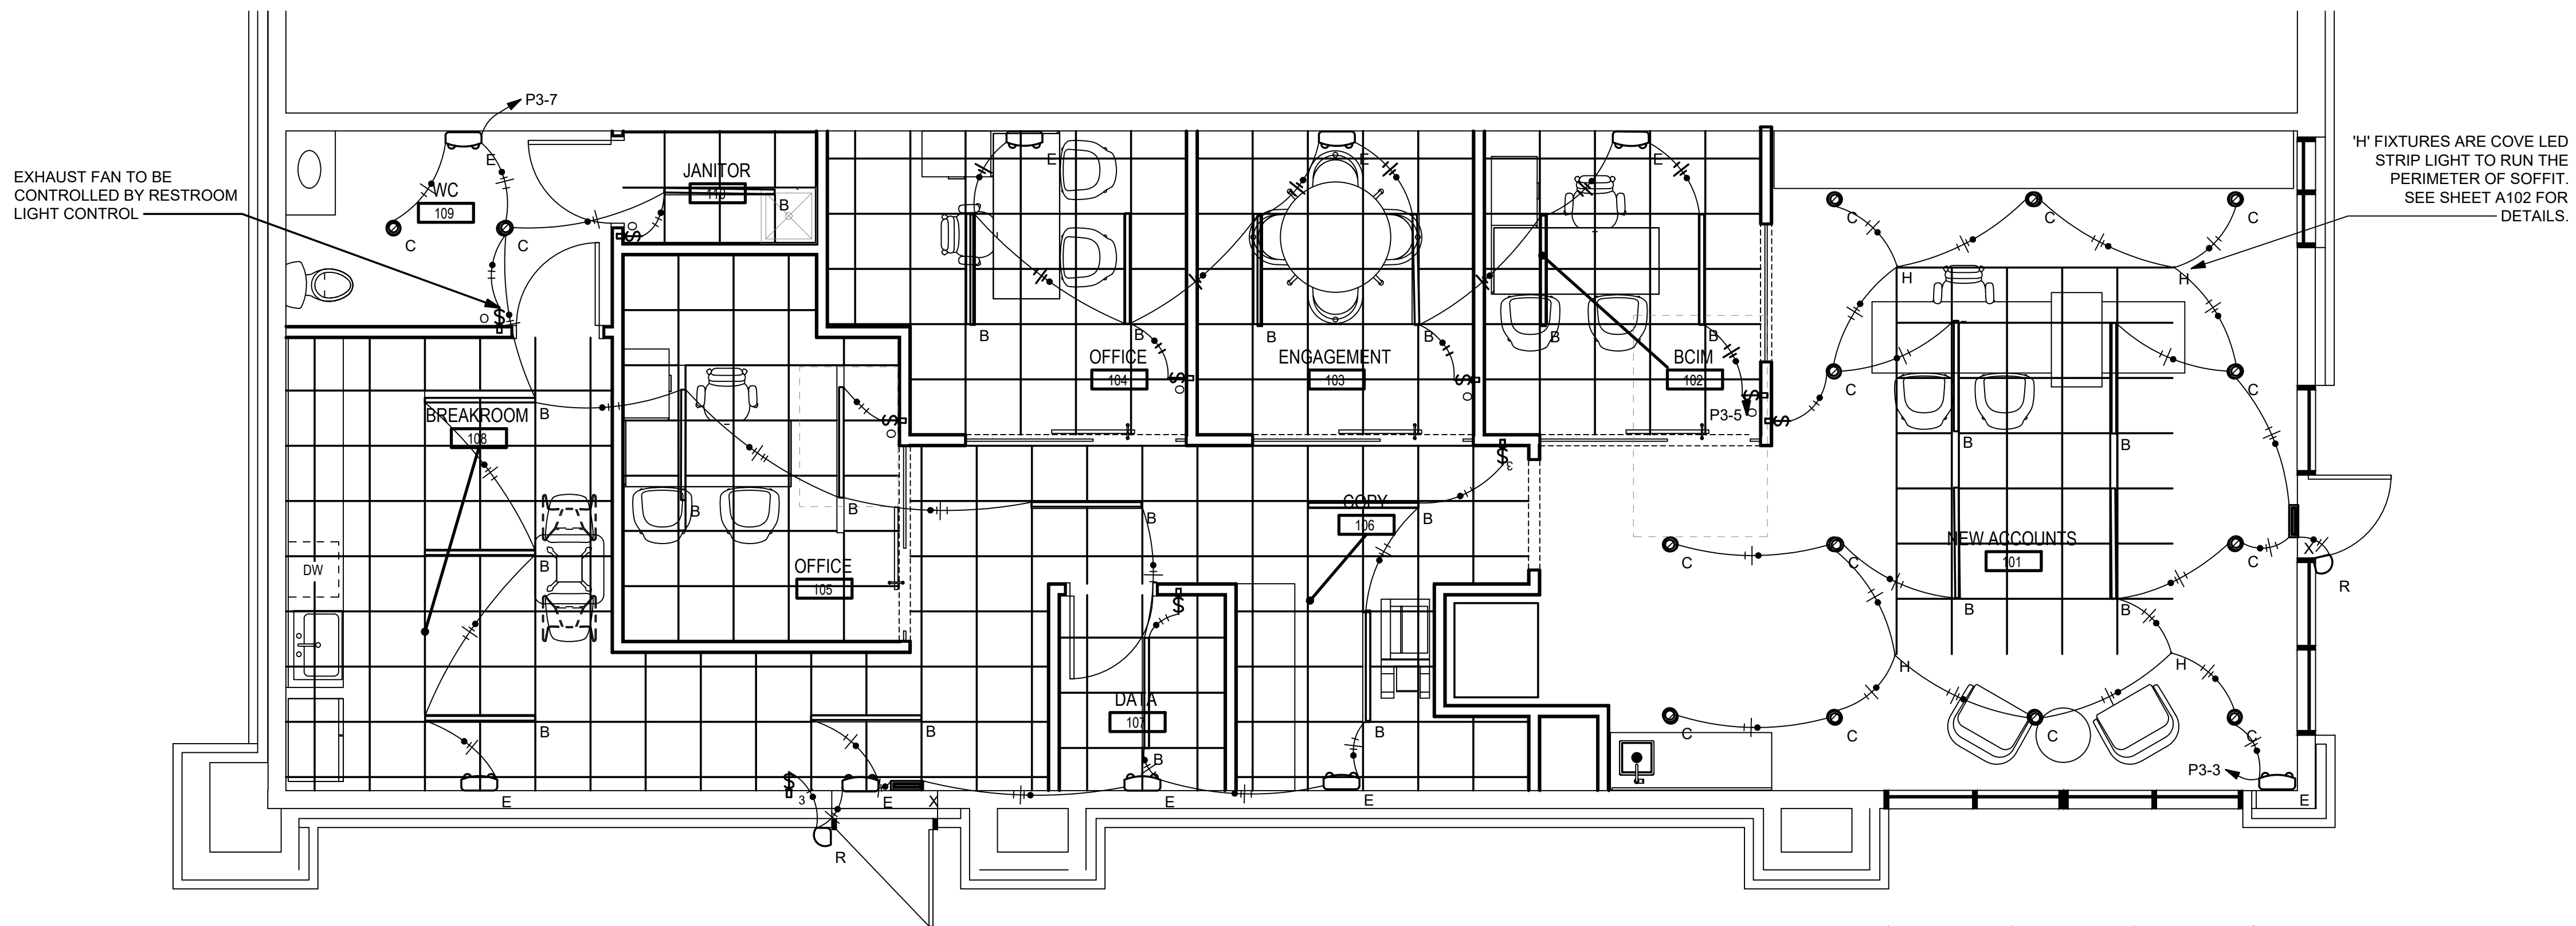 P3-7
'H' FIXTURES ARE COVE LED
STRIP LIGHT TO RUN THE
PERIMETER OF SOFFIT.
SEE SHEET A102 FOR
DETAILS.
EXHAUST FAN TO BE
CONTROLLED BY RESTROOM
LIGHT CONTROL
E
E
E
E
JANITOR
110
WC
109
B
C
C
C
C
C
$
O
H
H
$
O
B
B
B
B
B
B
OFFICE
104
ENGAGEMENT
103
BCIM
102
$
O
$
O
$
O
P3-5
$
C
C
BREAKROOM
108
B
$
O
B
B
$
3
B
B
B
COPY
106
B
NEW ACCOUNTS
101
DW
B
OFFICE
105
C
C
C
X
R
$
B
B
H
H
DATA
107
B
B
B
B
C
C
C
C
P3-3
$
3
E
E
X
E
E
E
R